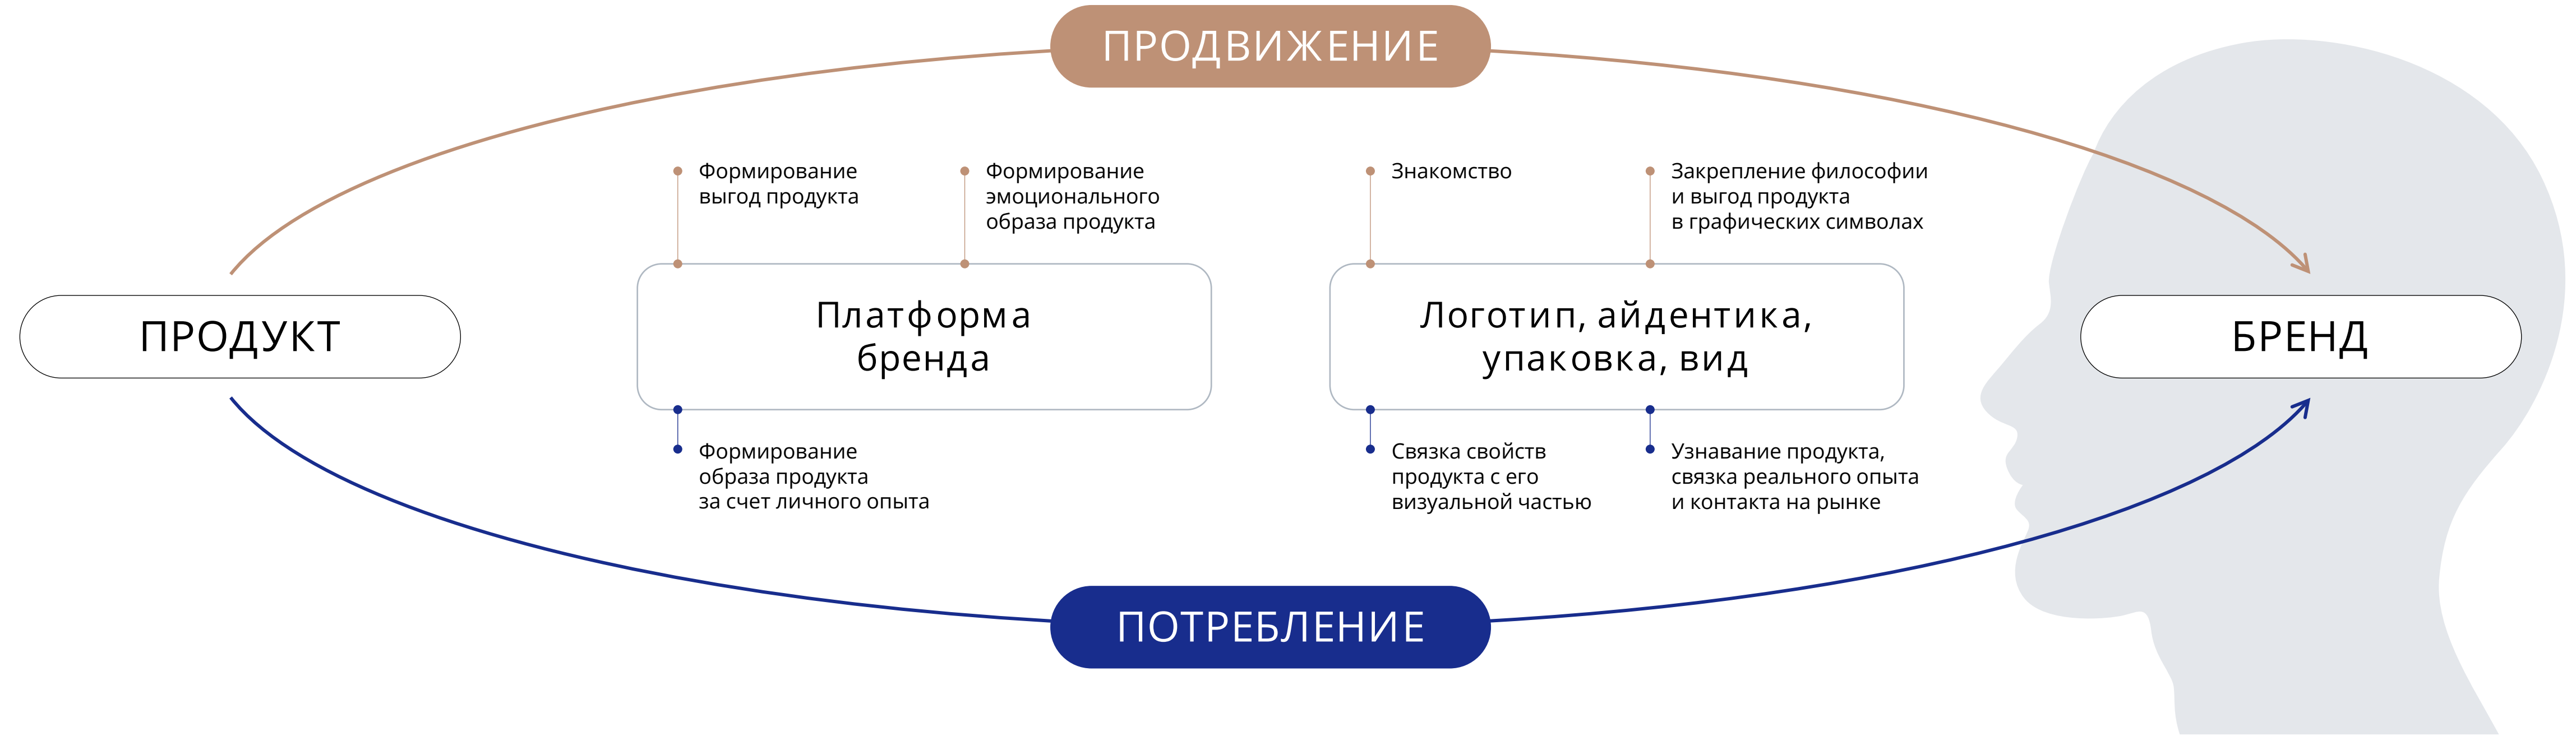 ПРОДВИЖЕНИЕ
Формирование
выгод продукта
Формирование
эмоционального
образа продукта
Знакомство
Закрепление философии
и выгод продукта
в графических символах
ПРОДУКТ
Платформа
бренда
Логотип, айдентика,
упаковка, вид
БРЕНД
Формирование
образа продукта
за счет личного опыта
Связка свойств
продукта с его
визуальной частью
Узнавание продукта,
связка реального опыта
и контакта на рынке
ПОТРЕБЛЕНИЕ